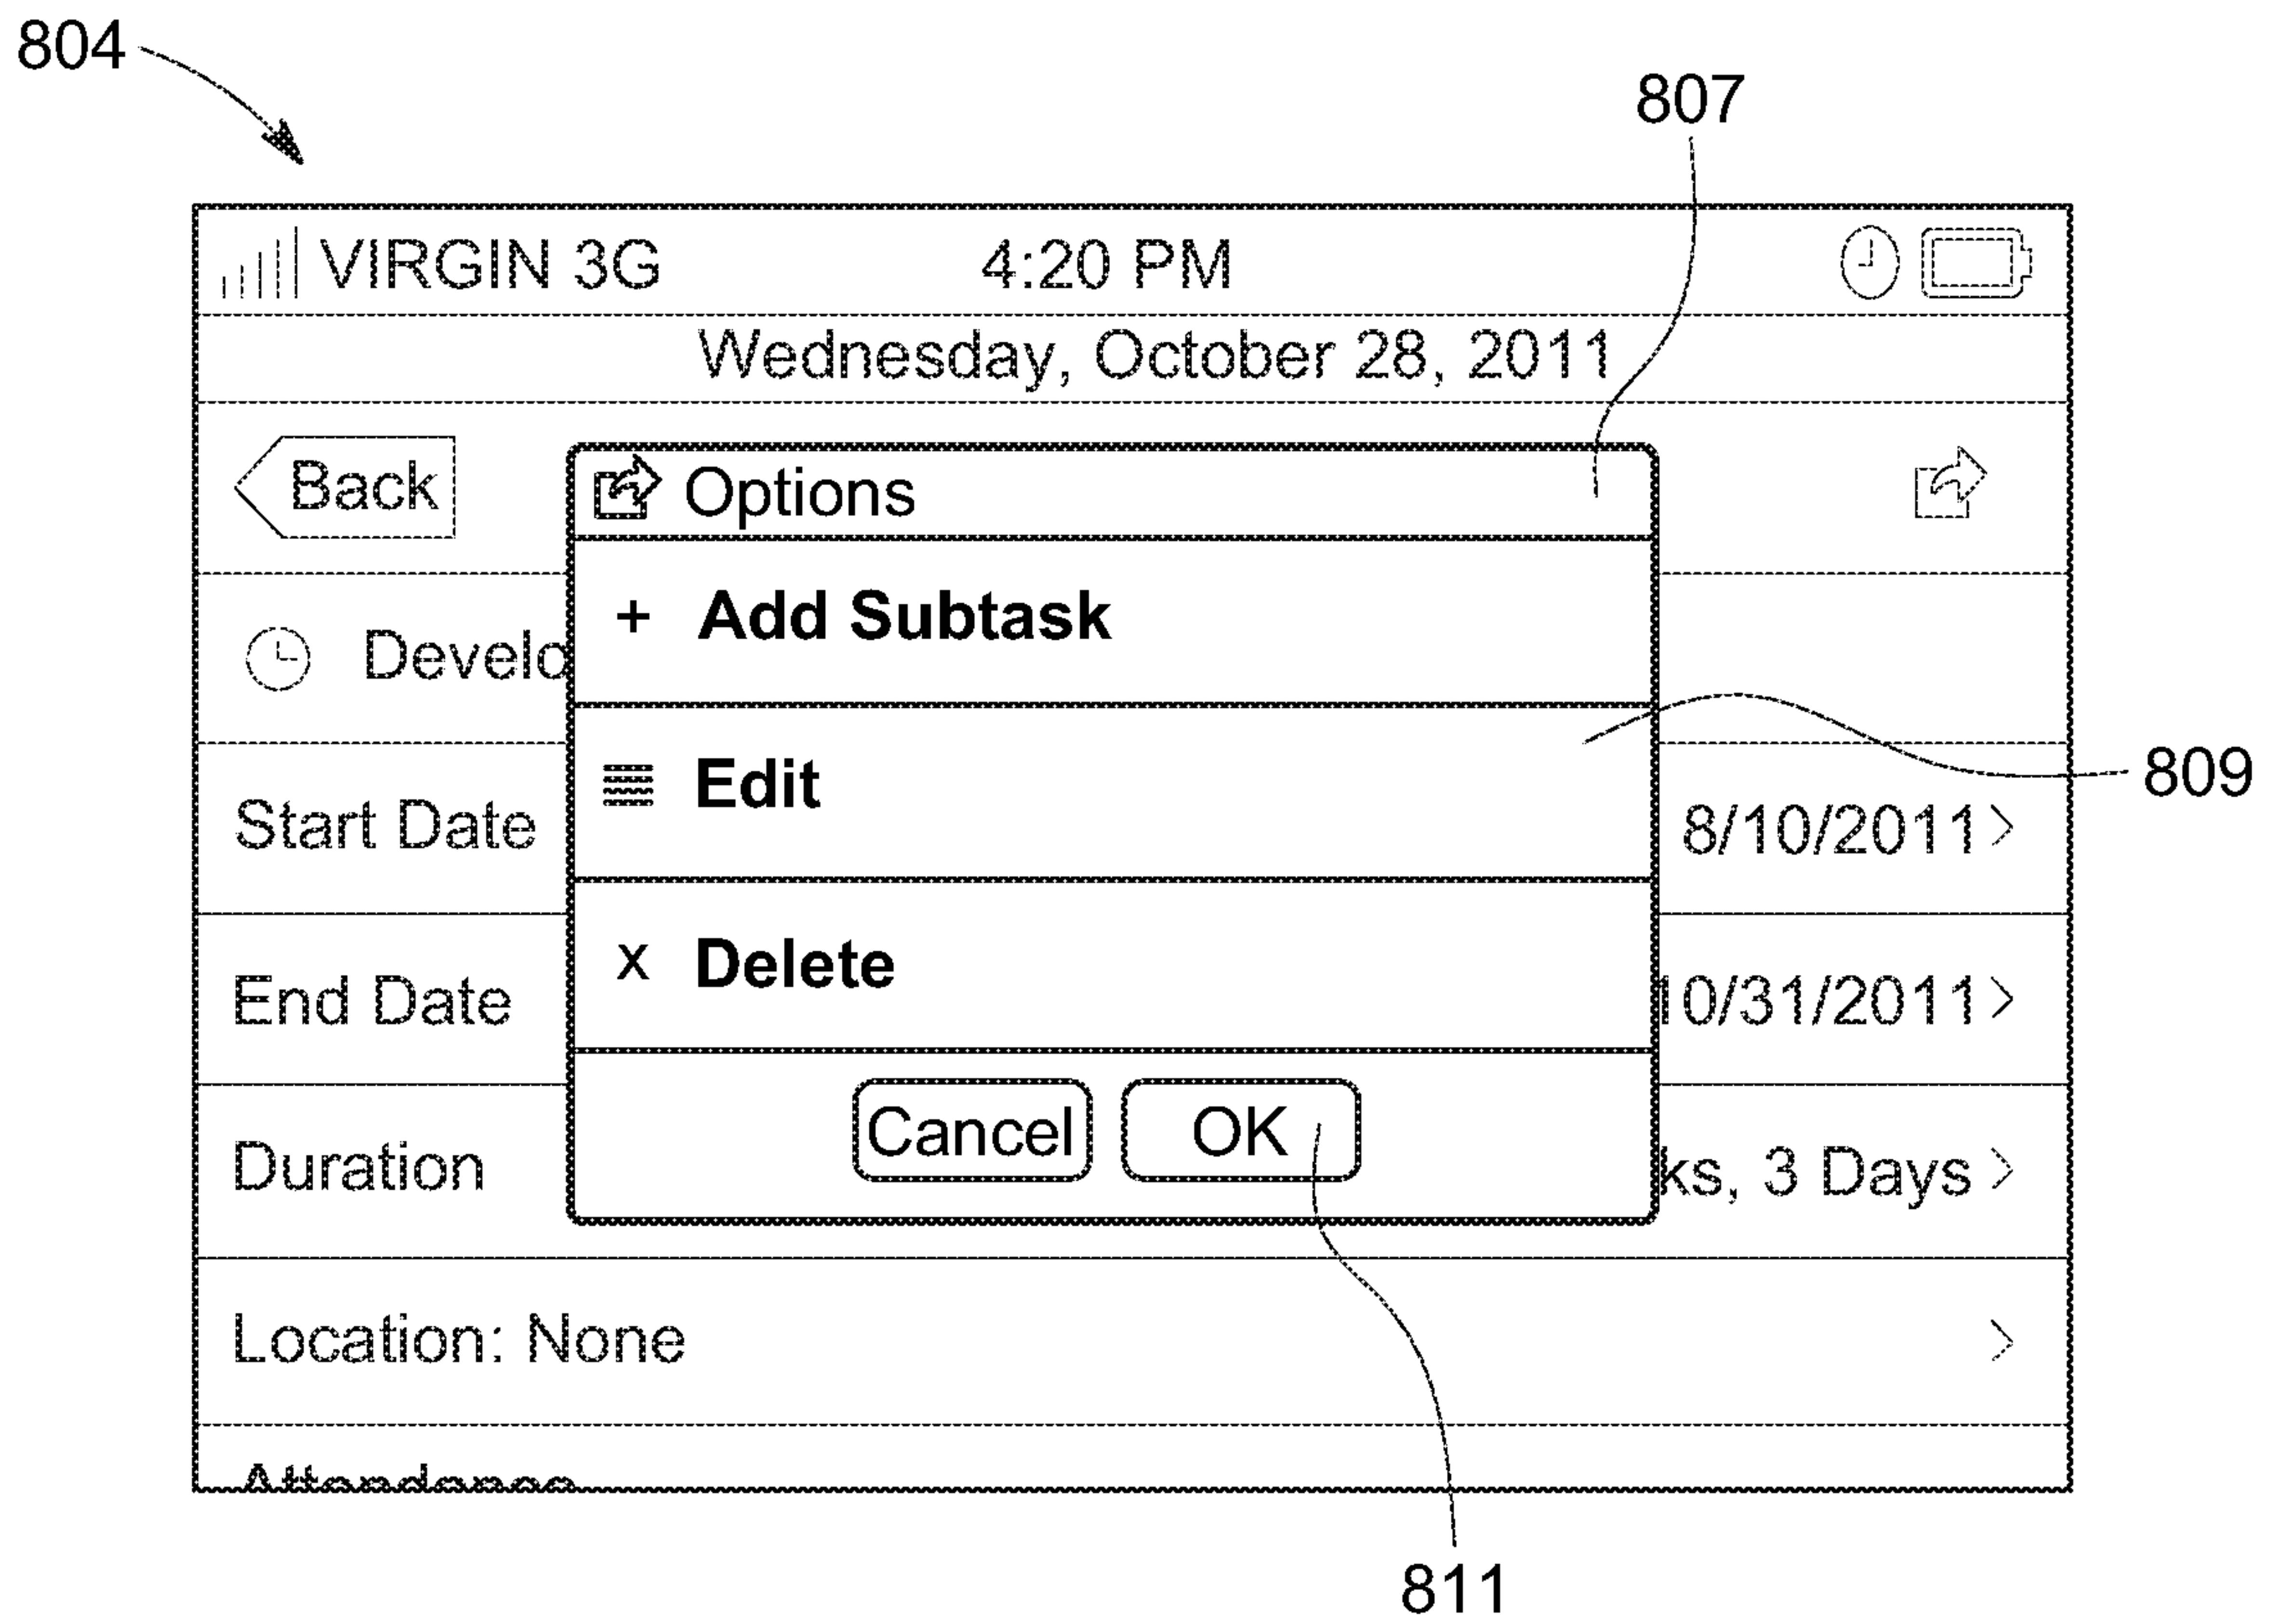 804
807
VIRGIN 3G 4:20 PM
Wednesday, October 28, 2011
Back Options
+ Add Subtask
Develo
Edit
809
Start Date 8/10/2011 >
x Delete
End Date 10/31/2011 >
Cancel OK
Duration ks, 3 Days >
Location: None >
Attendance
811